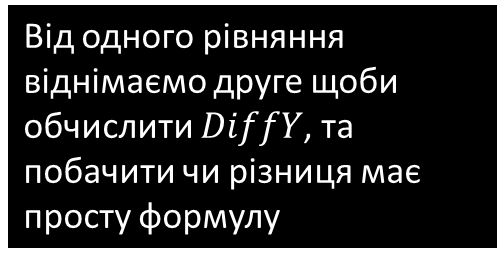 Від одного рівняння
віднімаємо друге щоби
обчислити DiffY, та
побачити чи різниця має
просту формулу